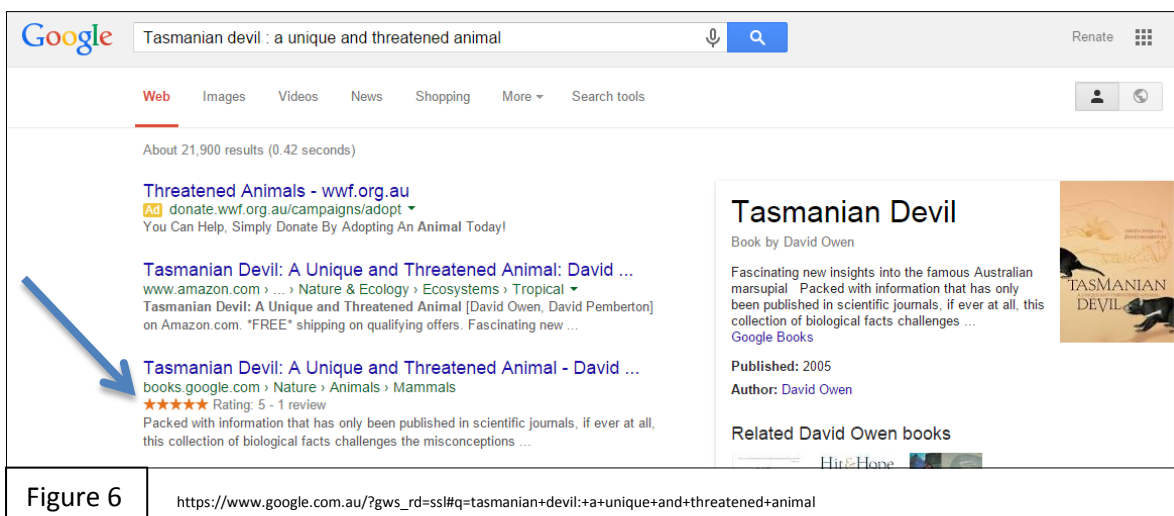 Google
Tasmanian devil : a unique and threatened animal
Renate
Web Images Videos News Shopping More Search tools
About 21,900 results (0.42 seconds)
Threatened Animals - wwf.org.au
Ad donate.wwf.org.au/campaigns/adopt
You Can Help, Simply Donate By Adopting An Animal Today!
Tasmanian Devil: A Unique and Threatened Animal: David ...
www.amazon.com › ... › Nature & Ecology › Ecosystems › Tropical
Tasmanian Devil: A Unique and Threatened Animal [David Owen, David Pemberton]
on Amazon.com. *FREE* shipping on qualifying offers. Fascinating new ...
Tasmanian Devil: A Unique and Threatened Animal - David ...
books.google.com › Nature › Animals › Mammals
★★★★★ Rating: 5 - 1 review
Packed with information that has only been published in scientific journals, if ever at all,
this collection of biological facts challenges the misconceptions ...
Tasmanian Devil
Book by David Owen
Fascinating new insights into the famous Australian
marsupial Packed with information that has only
been published in scientific journals, if ever at all, this
collection of biological facts challenges ...
Google Books
Published: 2005
Author: David Owen
Related David Owen books
TASMANIAN
DEVIL
Hit & Hope
Figure 6
https://www.google.com.au/?gws_rd=ssl#q=tasmanian+devil:+a+unique+and+threatened+animal